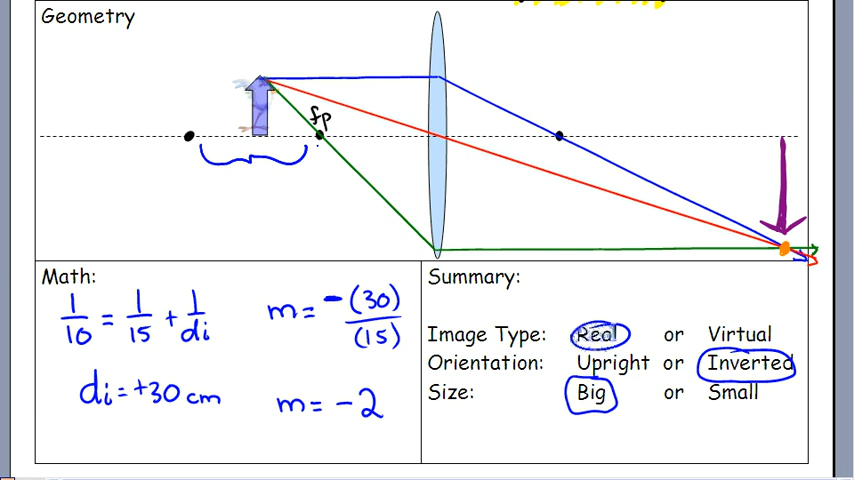 Geometry
fp
Math:
1/10 = 1/15 + 1/di
m = -(30)/(15)
di = +30 cm
m = -2
Summary:
Image Type: Real or Virtual
Orientation: Upright or Inverted
Size: Big or Small